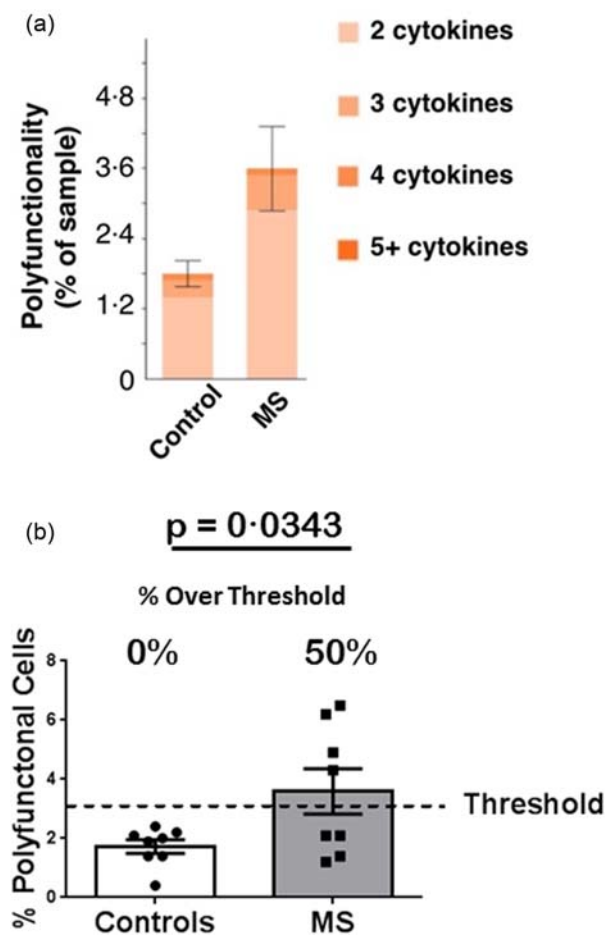 (a)
Polyfunctionality
(% of sample)
4·8
3·6
2·4
1·2
0
Control
MS
2 cytokines
3 cytokines
4 cytokines
5+ cytokines
(b)
p = 0·0343
% Over Threshold
0% 50%
% Polyfunctonal Cells
8
6
4
2
0
Threshold
Controls MS